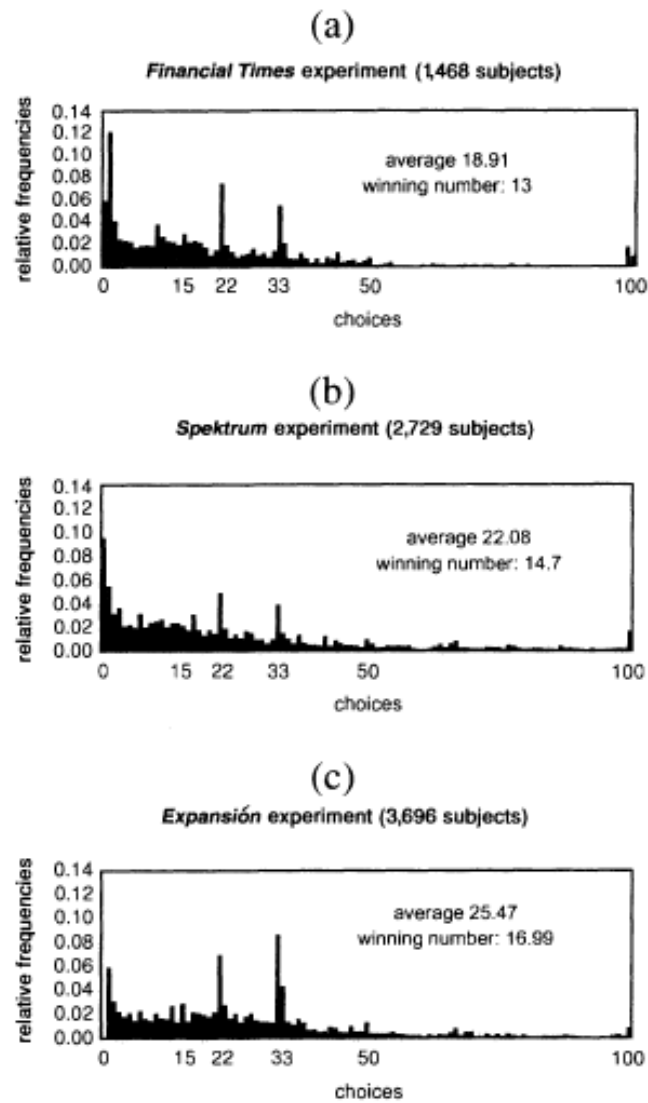 (a)
Financial Times experiment (1,468 subjects)
0.14
0.12
0.10
0.08
0.06
0.04
0.02
0.00
relative frequencies
average 18.91
winning number: 13
0 15 22 33 50 100
choices
(b)
Spektrum experiment (2,729 subjects)
0.14
0.12
0.10
0.08
0.06
0.04
0.02
0.00
relative frequencies
average 22.08
winning number: 14.7
0 15 22 33 50 100
choices
(c)
Expansión experiment (3,696 subjects)
0.14
0.12
0.10
0.08
0.06
0.04
0.02
0.00
relative frequencies
average 25.47
winning number: 16.99
0 15 22 33 50 100
choices